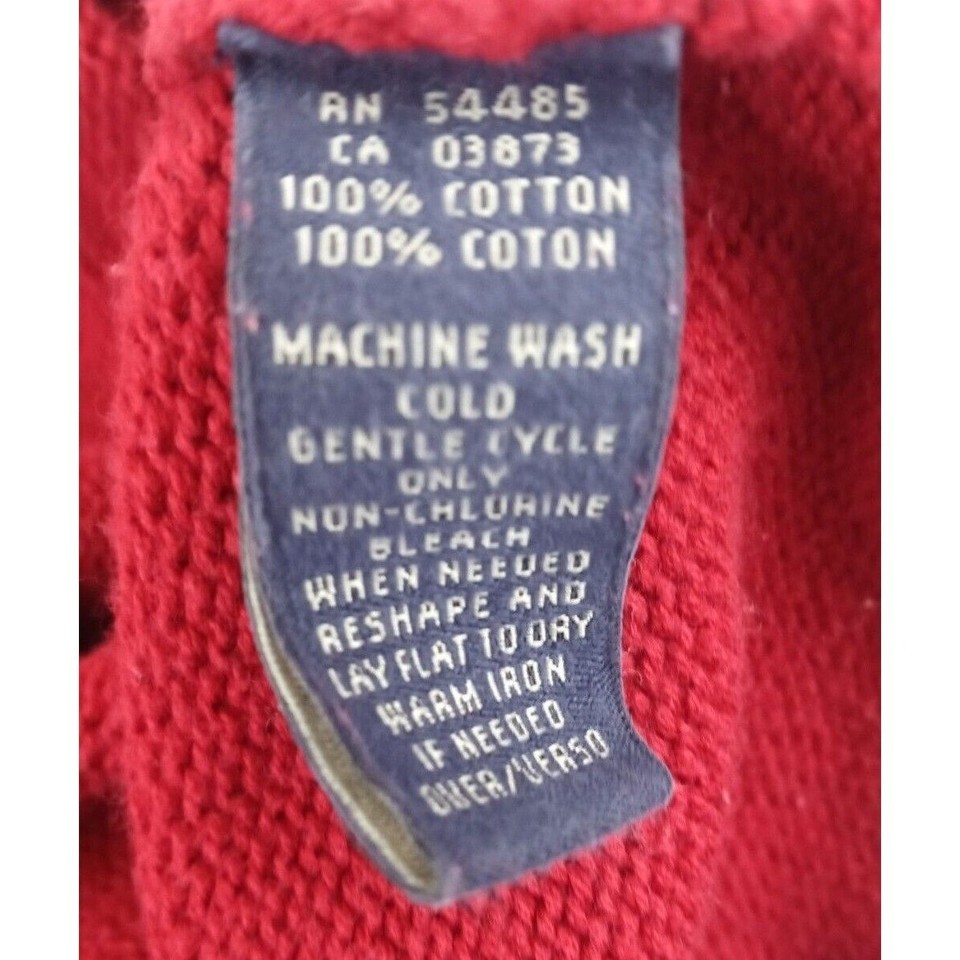 RN 54485
CA 03873
100% COTTON
100% COTON
MACHINE WASH
COLD
GENTLE CYCLE
ONLY
NON-CHLORINE
BLEACH
WHEN NEEDED
RESHAPE AND
LAY FLAT TO DRY
WARM IRON
IF NEEDED
OVER/VERSO